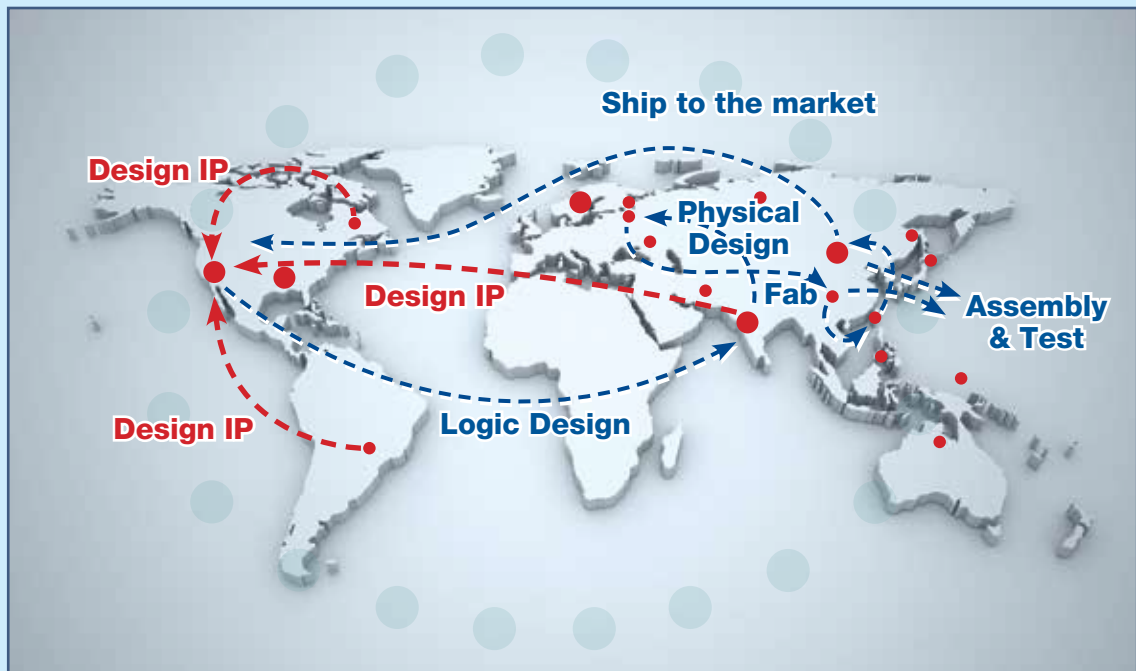 Ship to the market
Design IP
Physical
Design
Design IP
Fab
Assembly
& Test
Design IP
Logic Design